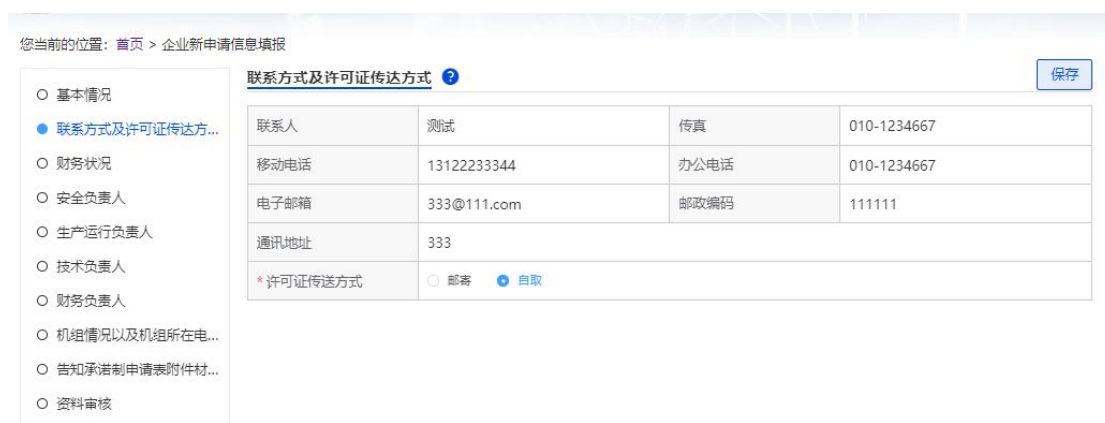 您当前的位置：首页 > 企业新申请信息填报
基本情况
联系方式及许可证传达方...
财务状况
安全负责人
生产运行负责人
技术负责人
财务负责人
机组情况以及机组所在电...
告知承诺制申请表附件材...
资料审核
联系方式及许可证传达方式 ?
保存
联系人 测试 传真 010-1234667
移动电话 13122233344 办公电话 010-1234667
电子邮箱 333@111.com 邮政编码 111111
通讯地址 333
*许可证传送方式 邮寄 自取